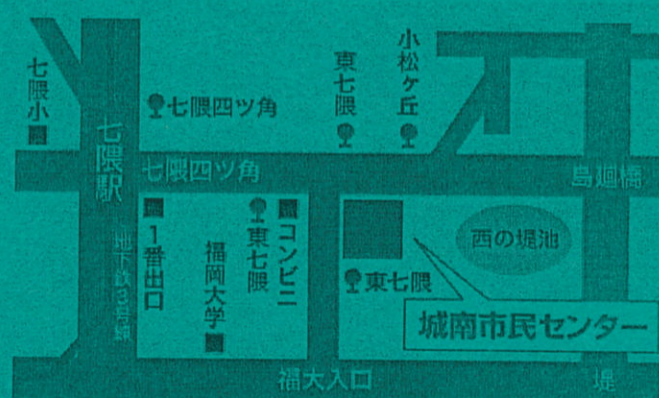 七隈小
七隈四ツ角
東七隈
小松ヶ丘
七隈駅
七隈四ツ角
島廻橋
地下鉄3号線
1番出口
福岡大学
東七隈
コンビニ
東七隈
西の堤池
城南市民センター
福大入口
堤